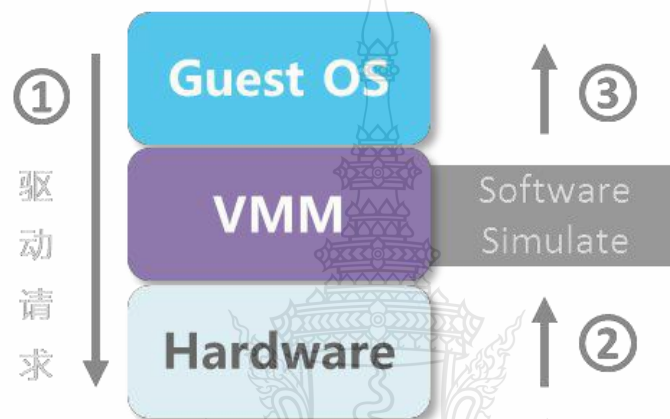 Guest OS
①
③
驱
动
请
求
VMM
Software
Simulate
Hardware
②